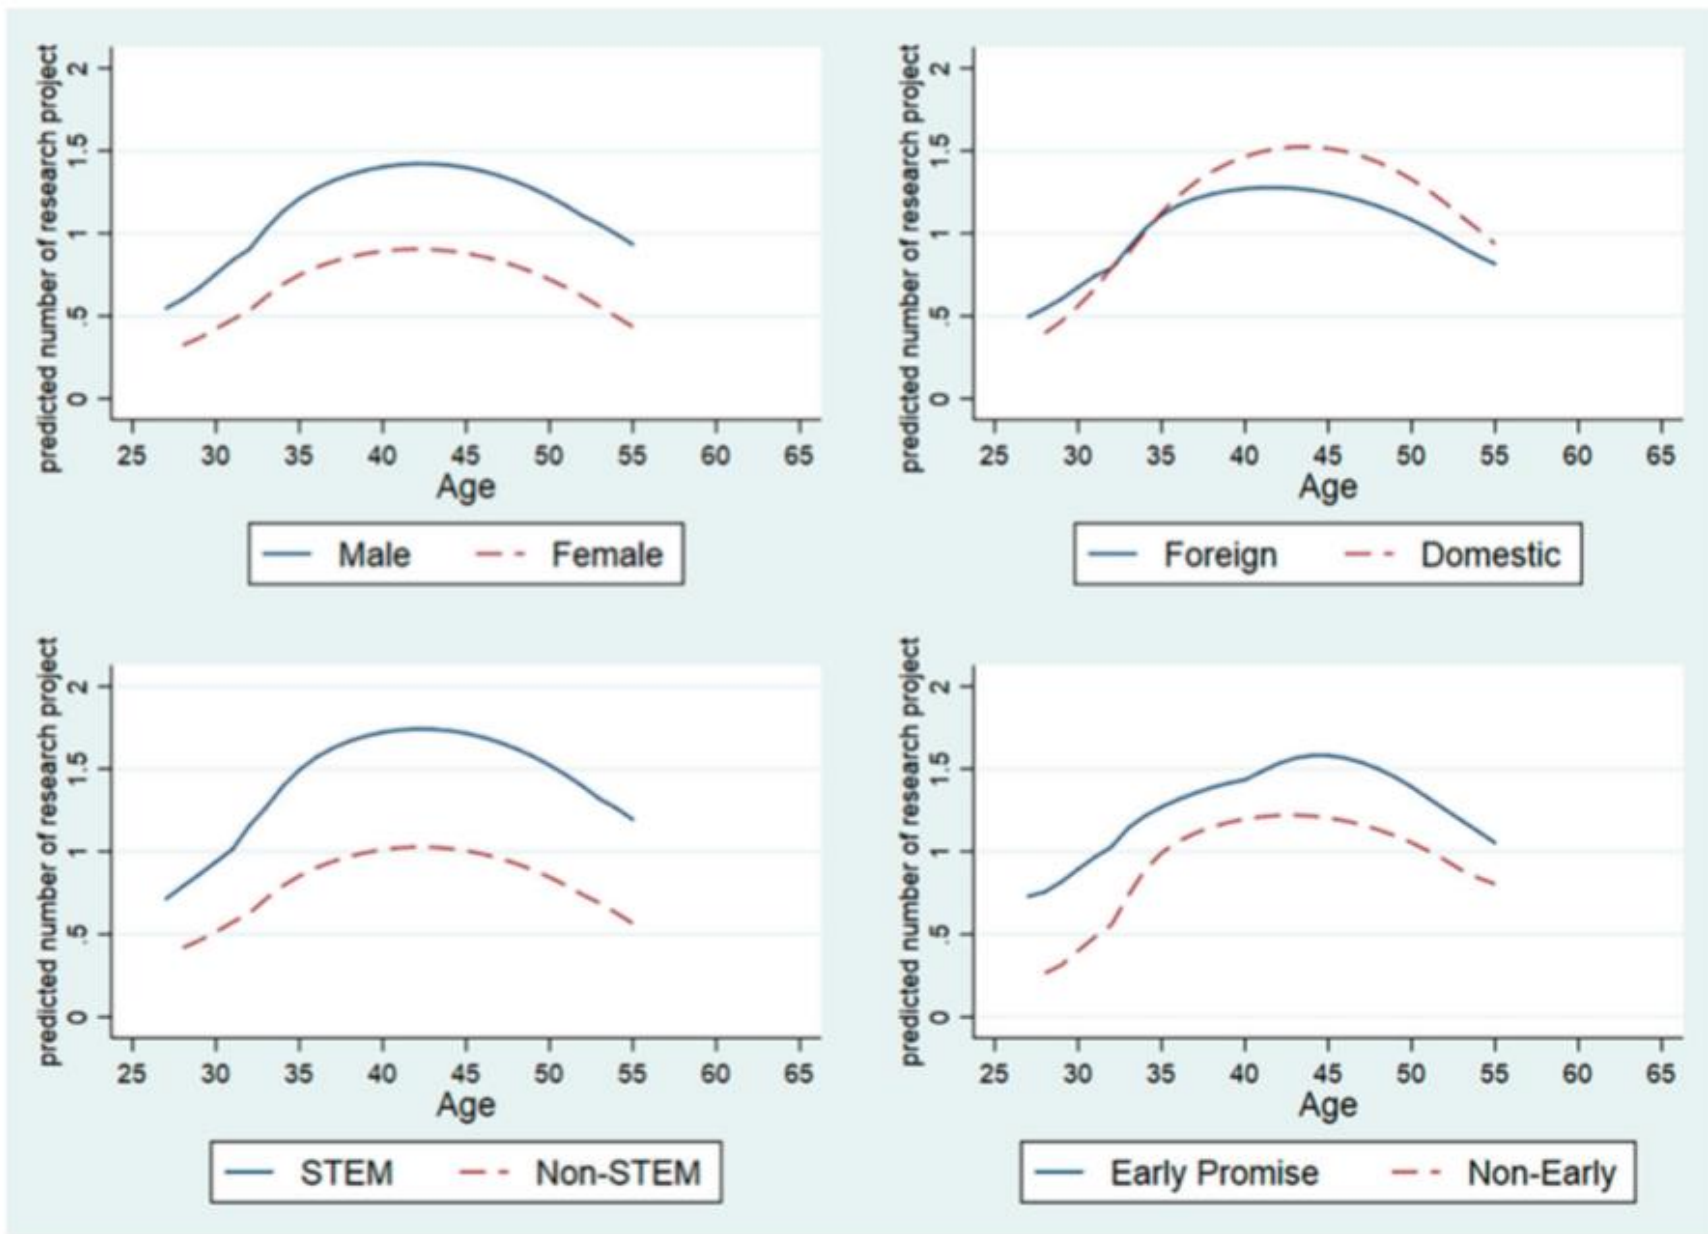 predicted number of research project
2
1.5
1
.5
0
25 30 35 40 45 50 55 60 65
Age
Male Female
predicted number of research project
2
1.5
1
.5
0
25 30 35 40 45 50 55 60 65
Age
Foreign Domestic
predicted number of research project
2
1.5
1
.5
0
25 30 35 40 45 50 55 60 65
Age
STEM Non-STEM
predicted number of research project
2
1.5
1
.5
0
25 30 35 40 45 50 55 60 65
Age
Early Promise Non-Early